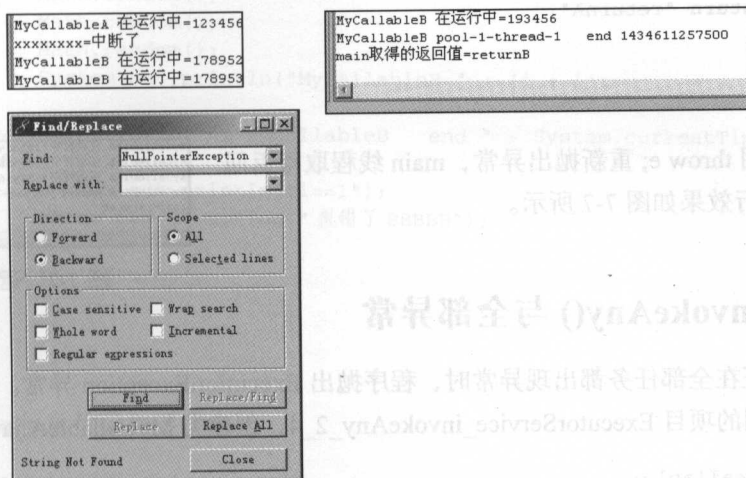 MyCallableA 在运行中=123456
xxxxxxxx=中断了
MyCallableB 在运行中=178952
MyCallableB 在运行中=178953
MyCallableB 在运行中=193456
MyCallableB pool-1-thread-1 end 1434611257500
main取得的返回值=returnB
Find/Replace
Find: NullPointerException
Replace with:
Direction
Forward
Backward
Scope
All
Selected lines
Options
Case sensitive
Wrap search
Whole word
Incremental
Regular expressions
Find
Replace/Find
Replace
Replace All
String Not Found
Close
throw e; 重新抛出异常，main 线程取
行效果如图 7-7 所示。
nvokeAny() 与全部异常
在全部任务都出现异常时，程序抛出
的项目 ExecutorService_invokeAny_2_